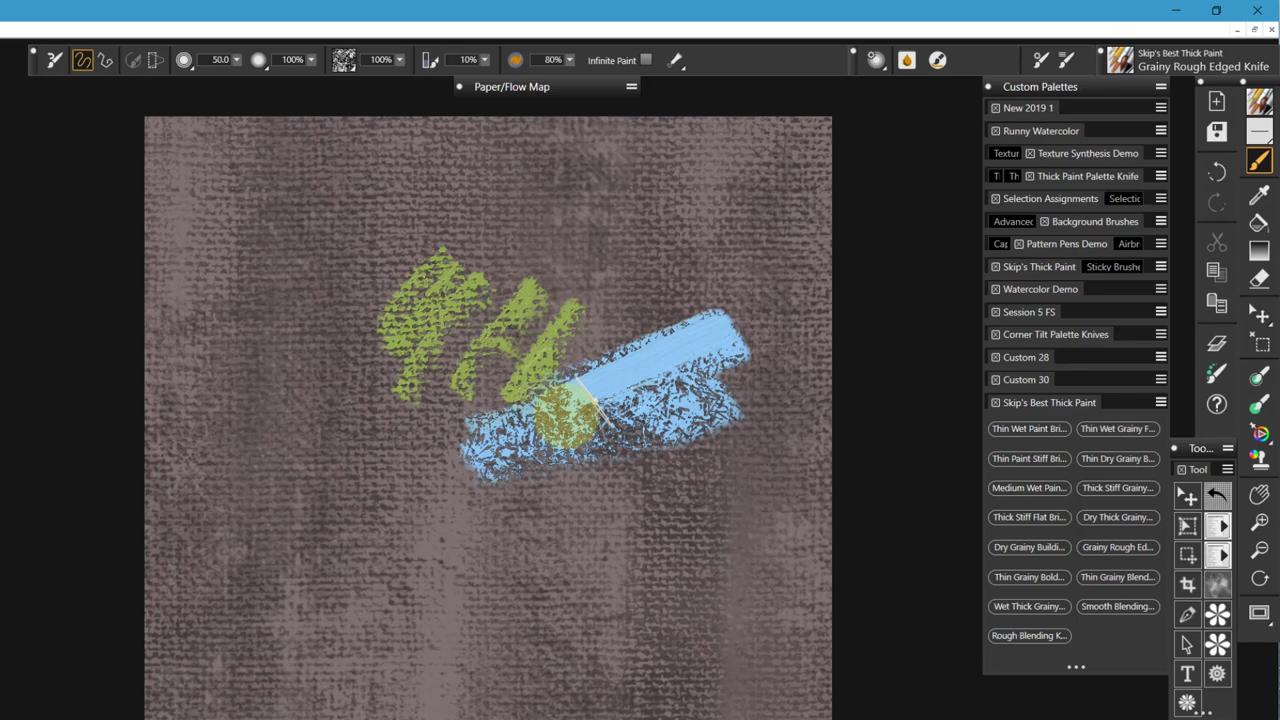 50.0
100%
100%
10%
80%
Infinite Paint
Skip's Best Thick Paint
Grainy Rough Edged Knife
Paper/Flow Map
Custom Palettes
New 2019 1
Runny Watercolor
Textur Texture Synthesis Demo
T Th Thick Paint Palette Knife
Selection Assignments Selectic
Advanced Background Brushes
Cap Pattern Pens Demo Airbr
Skip's Thick Paint Sticky Brushe
Watercolor Demo
Session 5 FS
Corner Tilt Palette Knives
Custom 28
Custom 30
Skip's Best Thick Paint
Thin Wet Paint Bri... Thin Wet Grainy F...
Thin Paint Stiff Bri... Thin Dry Grainy B...
Medium Wet Pain... Thick Stiff Grainy...
Thick Stiff Flat Bri... Dry Thick Grainy...
Dry Grainy Buildi... Grainy Rough Ed...
Thin Grainy Bold... Thin Grainy Blend...
Wet Thick Grainy... Smooth Blending...
Rough Blending K...
Too...
Tool